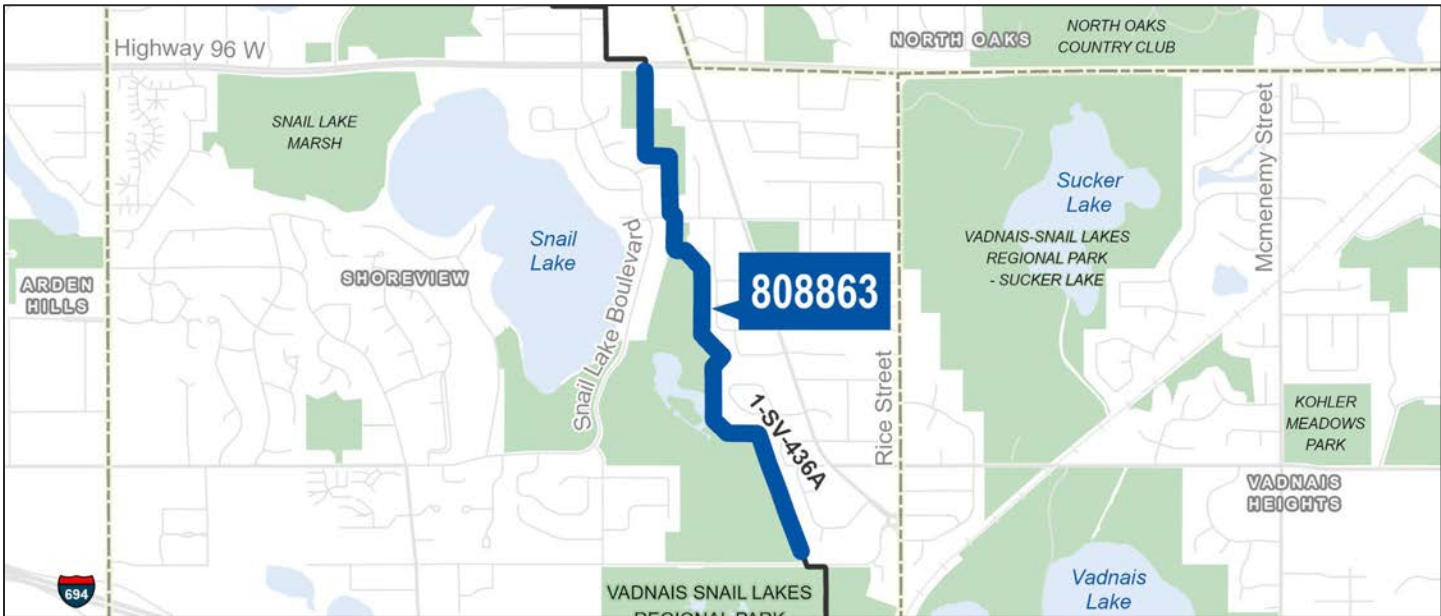 Highway 96 W
NORTH OAKS
NORTH OAKS
COUNTRY CLUB
SNAIL LAKE
MARSH
Mcmenemy Street
Sucker
Lake
Snail
Lake
VADNAIS-SNAIL LAKES
REGIONAL PARK
- SUCKER LAKE
ARDEN
HILLS
SHOREVIEW
Snail Lake Boulevard
808863
Rice Street
1-SV-436A
KOHLER
MEADOWS
PARK
VADNAIS
HEIGHTS
694
VADNAIS SNAIL LAKES
REGIONAL PARK
Vadnais
Lake